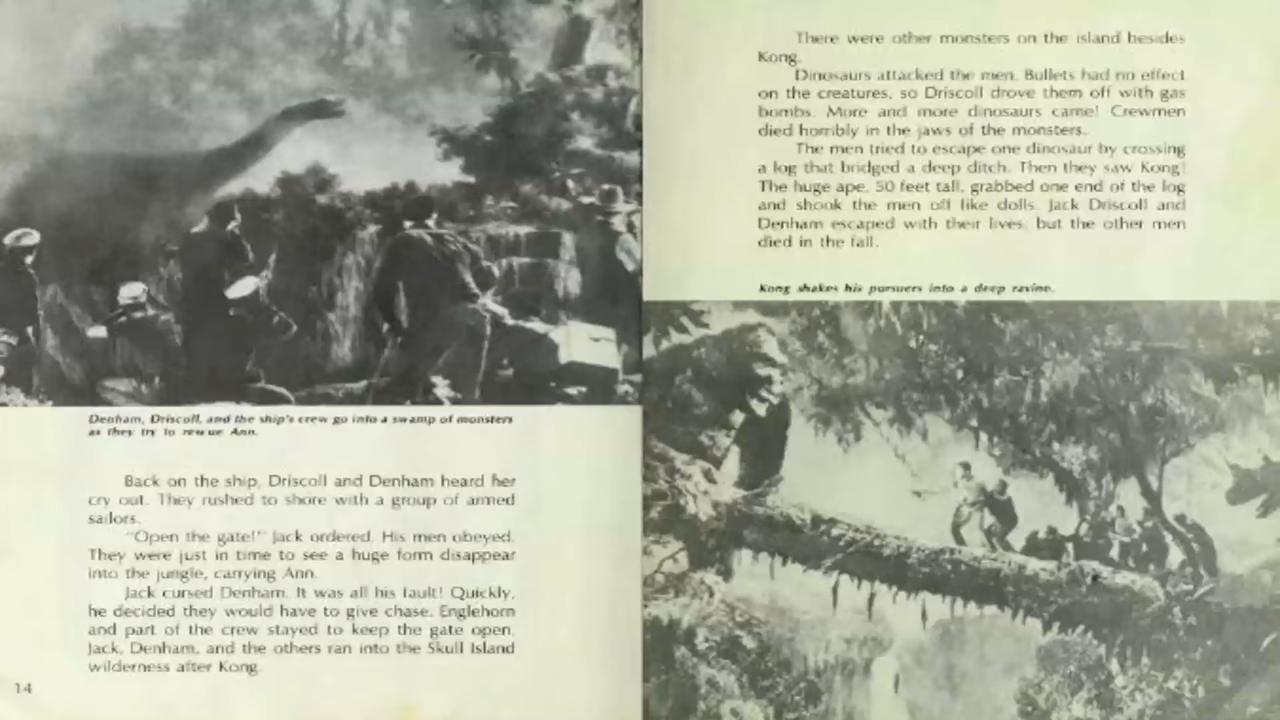 Denham, Driscoll, and the ship's crew go into a swamp of monsters
as they try to rescue Ann.
Back on the ship, Driscoll and Denham heard her
cry out. They rushed to shore with a group of armed
sailors.
"Open the gate!" Jack ordered. His men obeyed.
They were just in time to see a huge form disappear
into the jungle, carrying Ann.
Jack cursed Denham. It was all his fault! Quickly,
he decided they would have to give chase. Englehorn
and part of the crew stayed to keep the gate open.
Jack, Denham, and the others ran into the Skull Island
wilderness after Kong.
14
There were other monsters on the island besides
Kong.
Dinosaurs attacked the men. Bullets had no effect
on the creatures, so Driscoll drove them off with gas
bombs. More and more dinosaurs came! Crewmen
died horribly in the jaws of the monsters.
The men tried to escape one dinosaur by crossing
a log that bridged a deep ditch. Then they saw Kong!
The huge ape, 50 feet tall, grabbed one end of the log
and shook the men off like dolls. Jack Driscoll and
Denham escaped with their lives, but the other men
died in the fall.
Kong shakes his pursuers into a deep ravine.